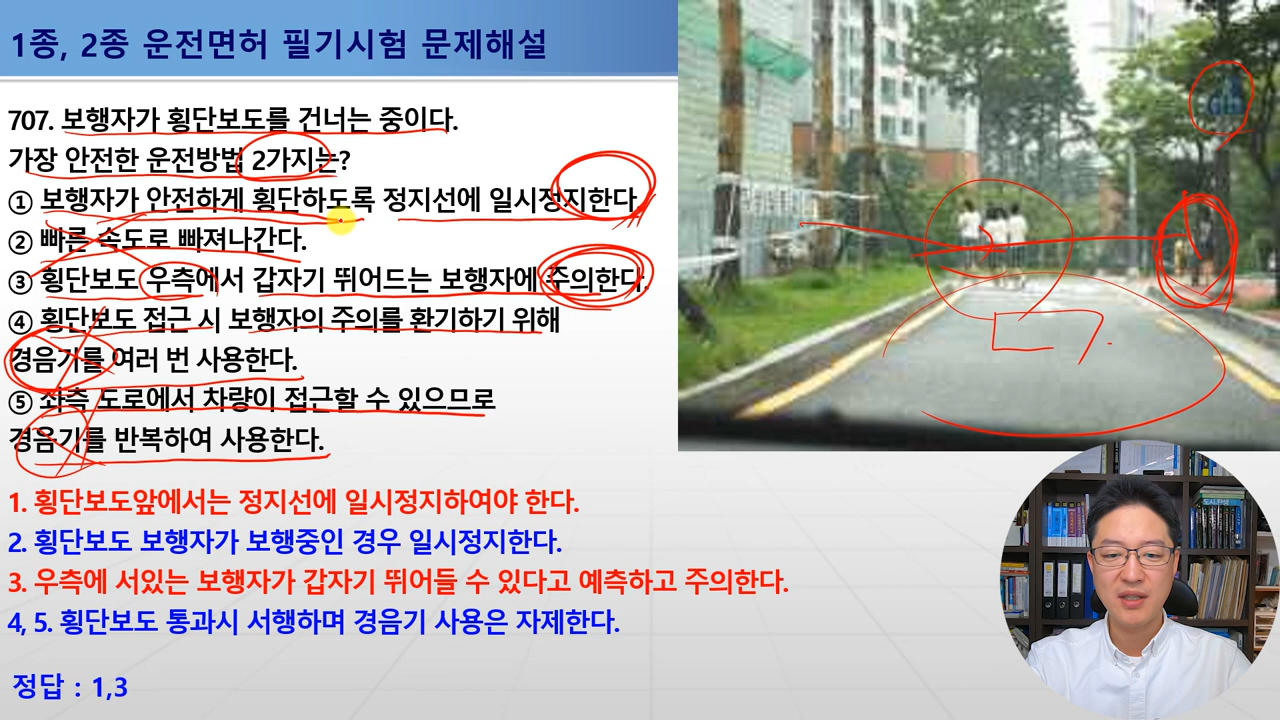 1종, 2종 운전면허 필기시험 문제해설
707. 보행자가 횡단보도를 건너는 중이다.
가장 안전한 운전방법 2가지는?
① 보행자가 안전하게 횡단하도록 정지선에 일시정지한다.
② 빠른 속도로 빠져나간다.
③ 횡단보도 우측에서 갑자기 뛰어드는 보행자에 주의한다.
④ 횡단보도 접근 시 보행자의 주의를 환기하기 위해
경음기를 여러 번 사용한다.
⑤ 좌측 도로에서 차량이 접근할 수 있으므로
경음기를 반복하여 사용한다.
1. 횡단보도앞에서는 정지선에 일시정지하여야 한다.
2. 횡단보도 보행자가 보행중인 경우 일시정지한다.
3. 우측에 서있는 보행자가 갑자기 뛰어들 수 있다고 예측하고 주의한다.
4, 5. 횡단보도 통과시 서행하며 경음기 사용은 자제한다.
정답 : 1,3